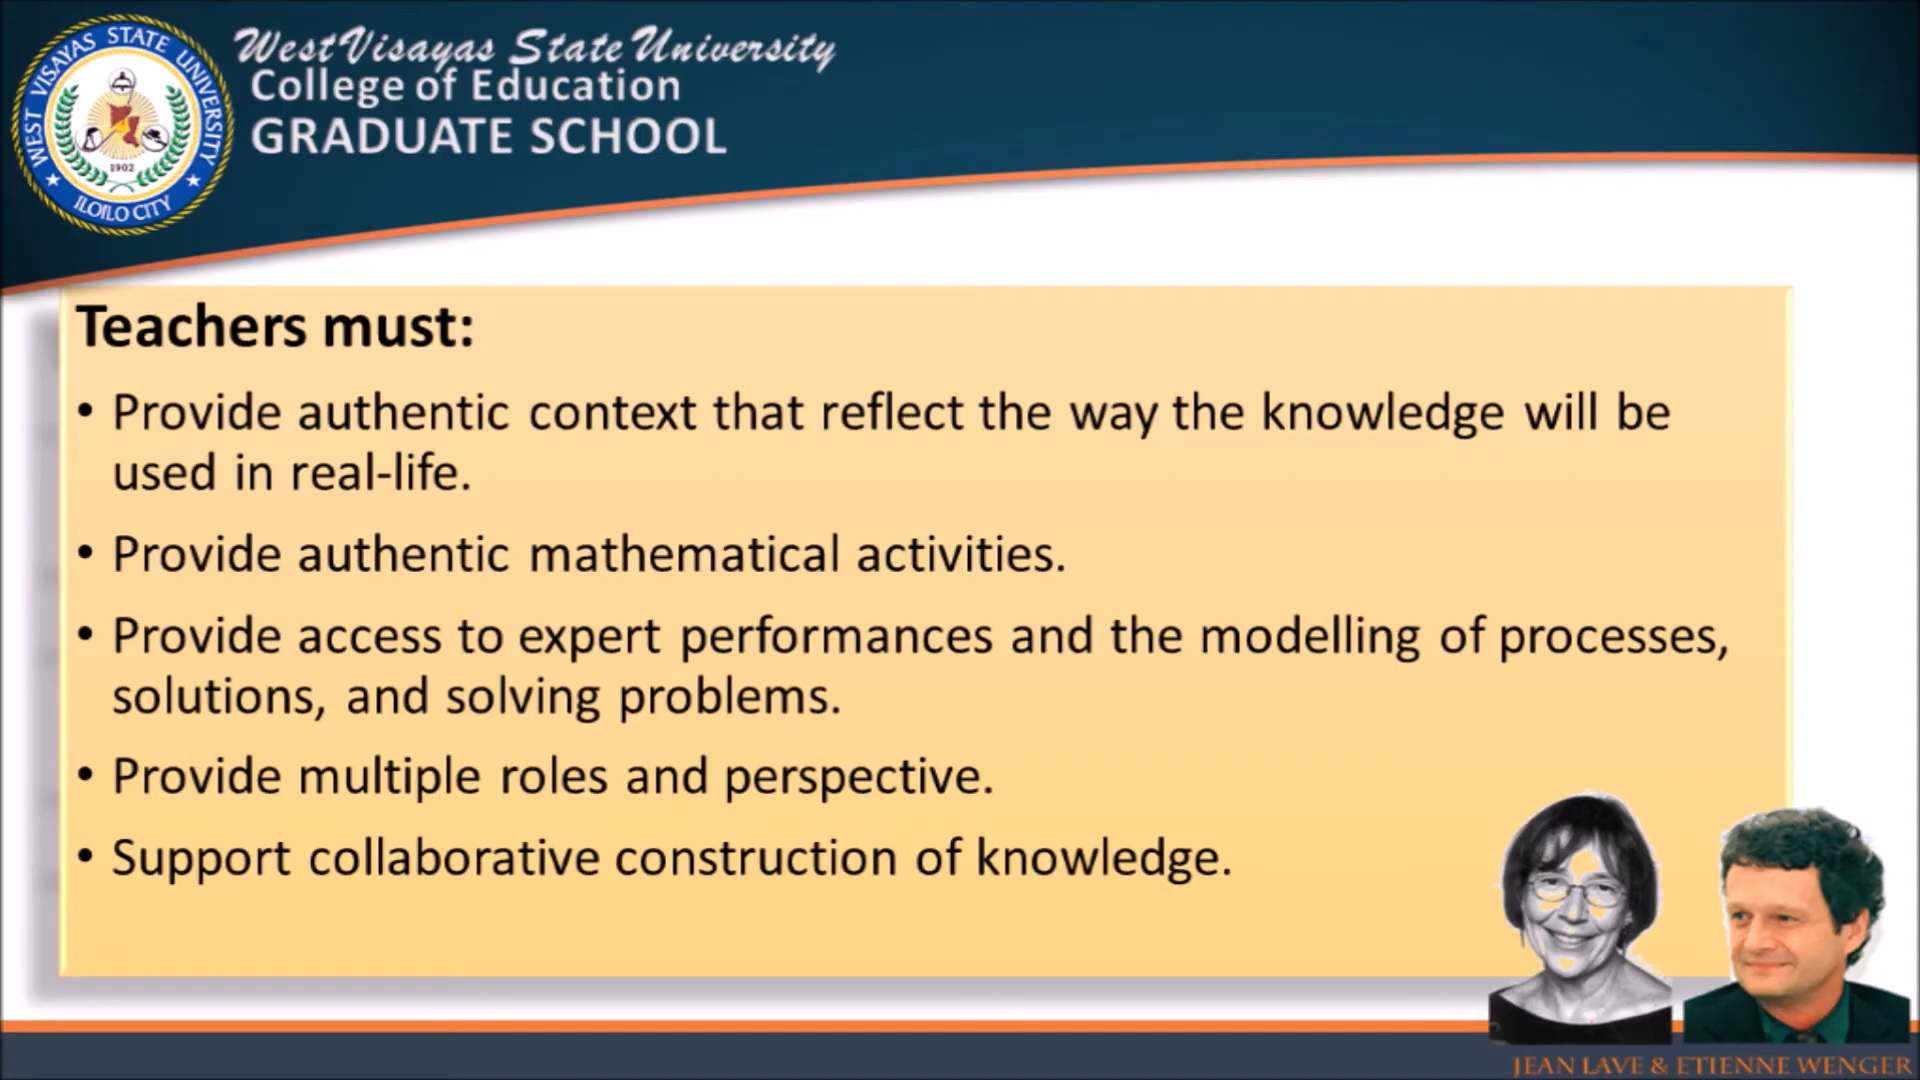 WEST VISAYAS STATE UNIVERSITY
1902
ILOILO CITY
West Visayas State University
College of Education
GRADUATE SCHOOL
Teachers must:
• Provide authentic context that reflect the way the knowledge will be
used in real-life.
• Provide authentic mathematical activities.
• Provide access to expert performances and the modelling of processes,
solutions, and solving problems.
• Provide multiple roles and perspective.
• Support collaborative construction of knowledge.
JEAN LAVE & ETIENNE WENGER